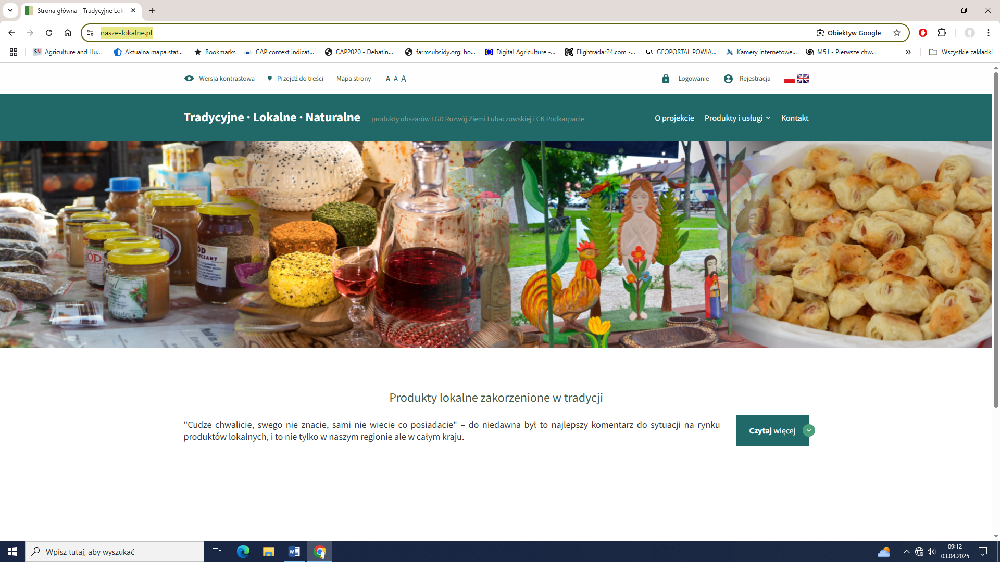 Strona główna - Tradycyjne Lok
nasze-lokalne.pl
Obiektyw Google
SN
Agriculture and Hu...
Aktualna mapa stat...
Bookmarks
CAP context indicat...
CAP2020 - Debatin...
farmsubsidy.org: ho...
Digital Agriculture -...
Flightradar24.com -...
GEOPORTAL POWIA...
Kamery internetowe...
M51 - Pierwsze chw...
Wszystkie zakładki
Wersja kontrastowa
Przejdź do treści
Mapa strony
A A A
Logowanie
Rejestracja
Tradycyjne · Lokalne · Naturalne
produkty obszarów LGD Rozwój Ziemi Lubaczowskiej i CK Podkarpacie
O projekcie
Produkty i usługi
Kontakt
Produkty lokalne zakorzenione w tradycji
"Cudze chwalicie, swego nie znacie, sami nie wiecie co posiadacie" – do niedawna był to najlepszy komentarz do sytuacji na rynku
produktów lokalnych, i to nie tylko w naszym regionie ale w całym kraju.
Czytaj więcej
Wpisz tutaj, aby wyszukać
09:12
03.04.2025